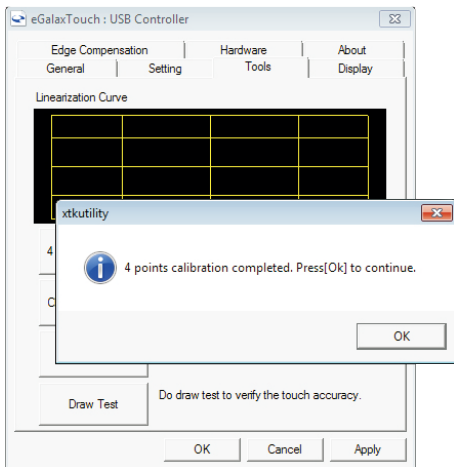 eGalaxTouch : USB Controller
Edge Compensation Hardware About
General Setting Tools Display
Linearization Curve
xtkutility
4
4 points calibration completed. Press[Ok] to continue.
C
OK
Draw Test
Do draw test to verify the touch accuracy.
OK Cancel Apply